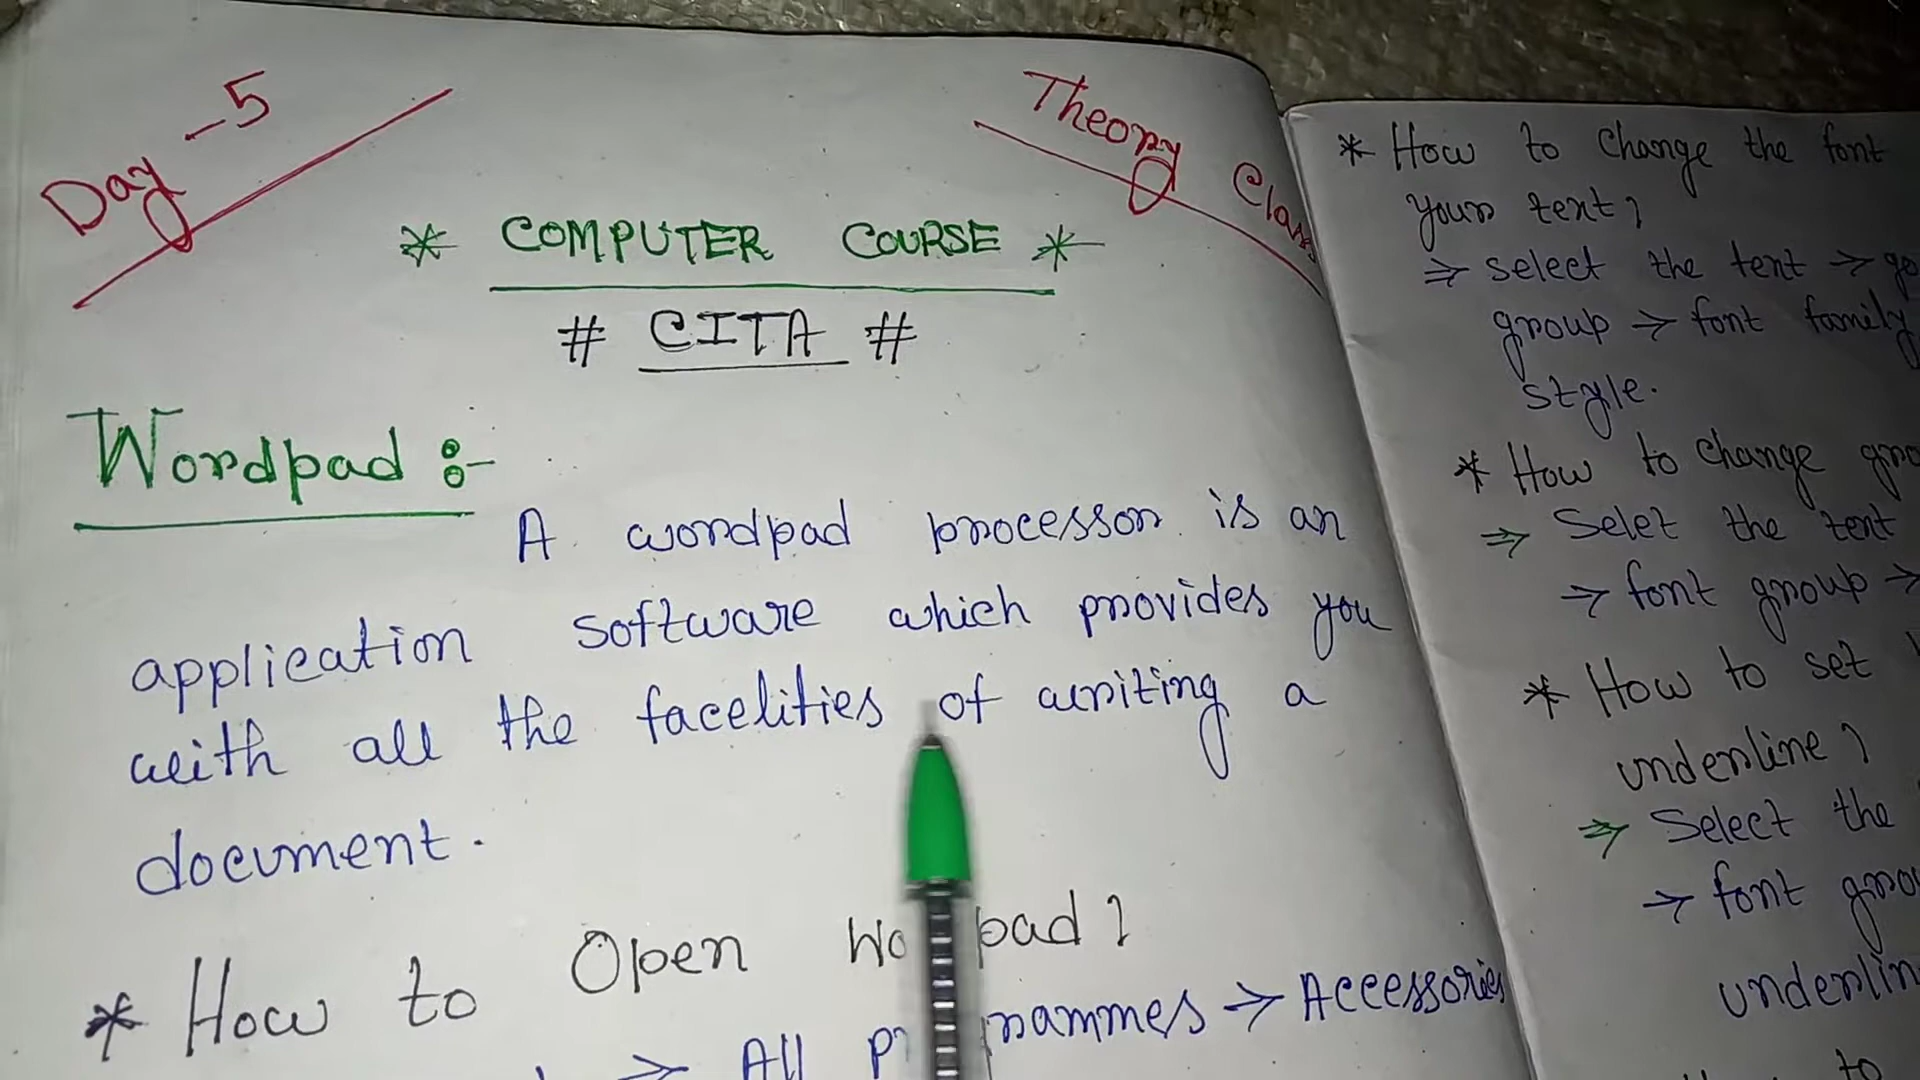 Day -5
Theory Class
* COMPUTER COURSE *
# CITA #
Wordpad :-
A wordpad processor is an
application software which provides you
with all the facelities of writing a
document.
* How to Open Wo pad?
→ All p nammes → Accessories
* How to change the font
your text?
⇒ select the text →
group → font family
style.
* How to change
⇒ Selet the text
→ font group →
* How to set
underline?
⇒ Select the
→ font
underlin
to